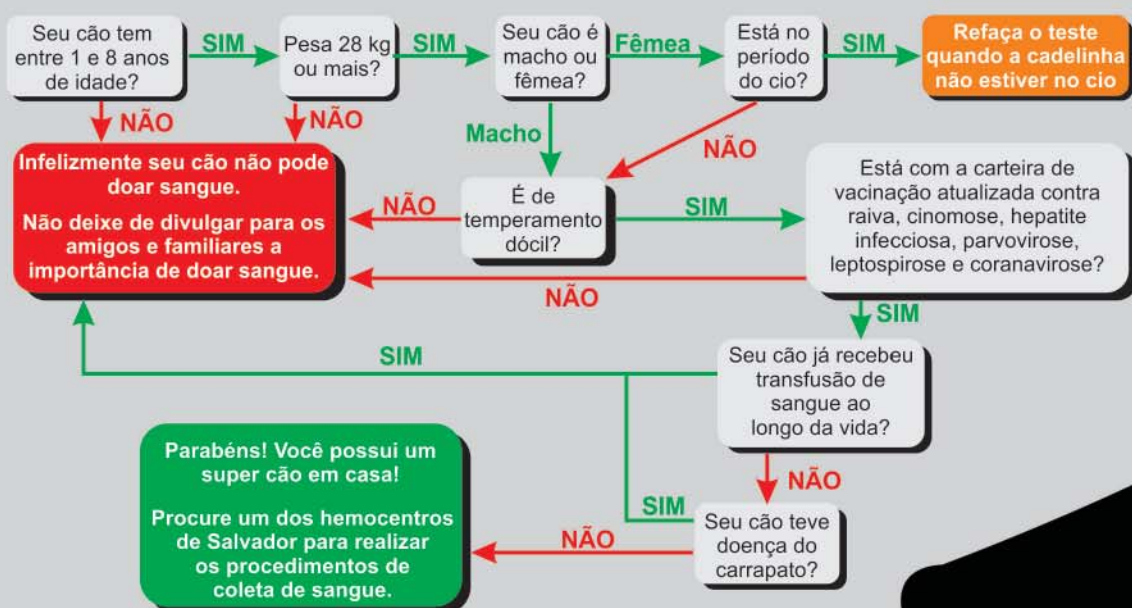 Seu cão tem
entre 1 e 8 anos
de idade?
SIM
Pesa 28 kg
ou mais?
SIM
Seu cão é
macho ou
fêmea?
Fêmea
Está no
período
do cio?
SIM
Refaça o teste
quando a cadelinha
não estiver no cio
NÃO
NÃO
Macho
NÃO
Infelizmente seu cão não pode
doar sangue.
Não deixe de divulgar para os
amigos e familiares a
importância de doar sangue.
NÃO
É de
temperamento
dócil?
SIM
Está com a carteira de
vacinação atualizada contra
raiva, cinomose, hepatite
infecciosa, parvovirose,
leptospirose e coranavirose?
NÃO
SIM
SIM
Seu cão já recebeu
transfusão de
sangue ao
longo da vida?
NÃO
SIM
Seu cão teve
doença do
carrapato?
NÃO
Parabéns! Você possui um
super cão em casa!
Procure um dos hemocentros
de Salvador para realizar
os procedimentos de
coleta de sangue.